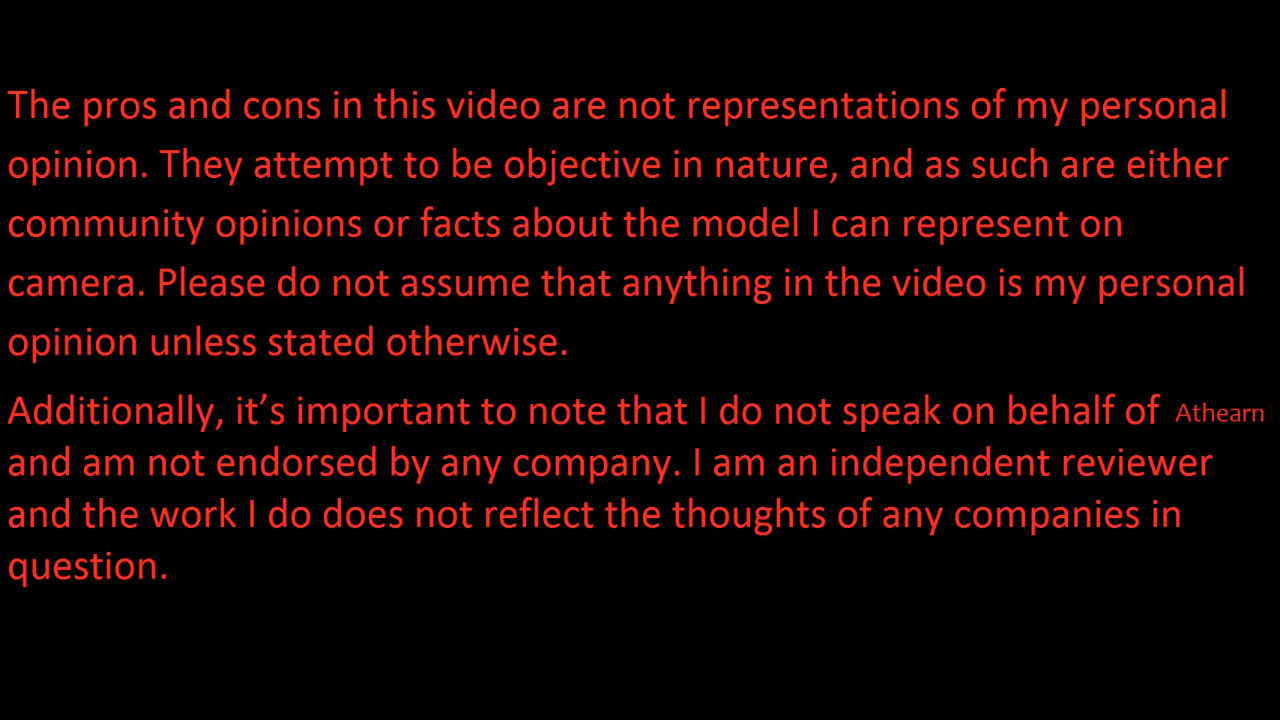 The pros and cons in this video are not representations of my personal
opinion. They attempt to be objective in nature, and as such are either
community opinions or facts about the model I can represent on
camera. Please do not assume that anything in the video is my personal
opinion unless stated otherwise.
Additionally, it’s important to note that I do not speak on behalf of Athearn
and am not endorsed by any company. I am an independent reviewer
and the work I do does not reflect the thoughts of any companies in
question.